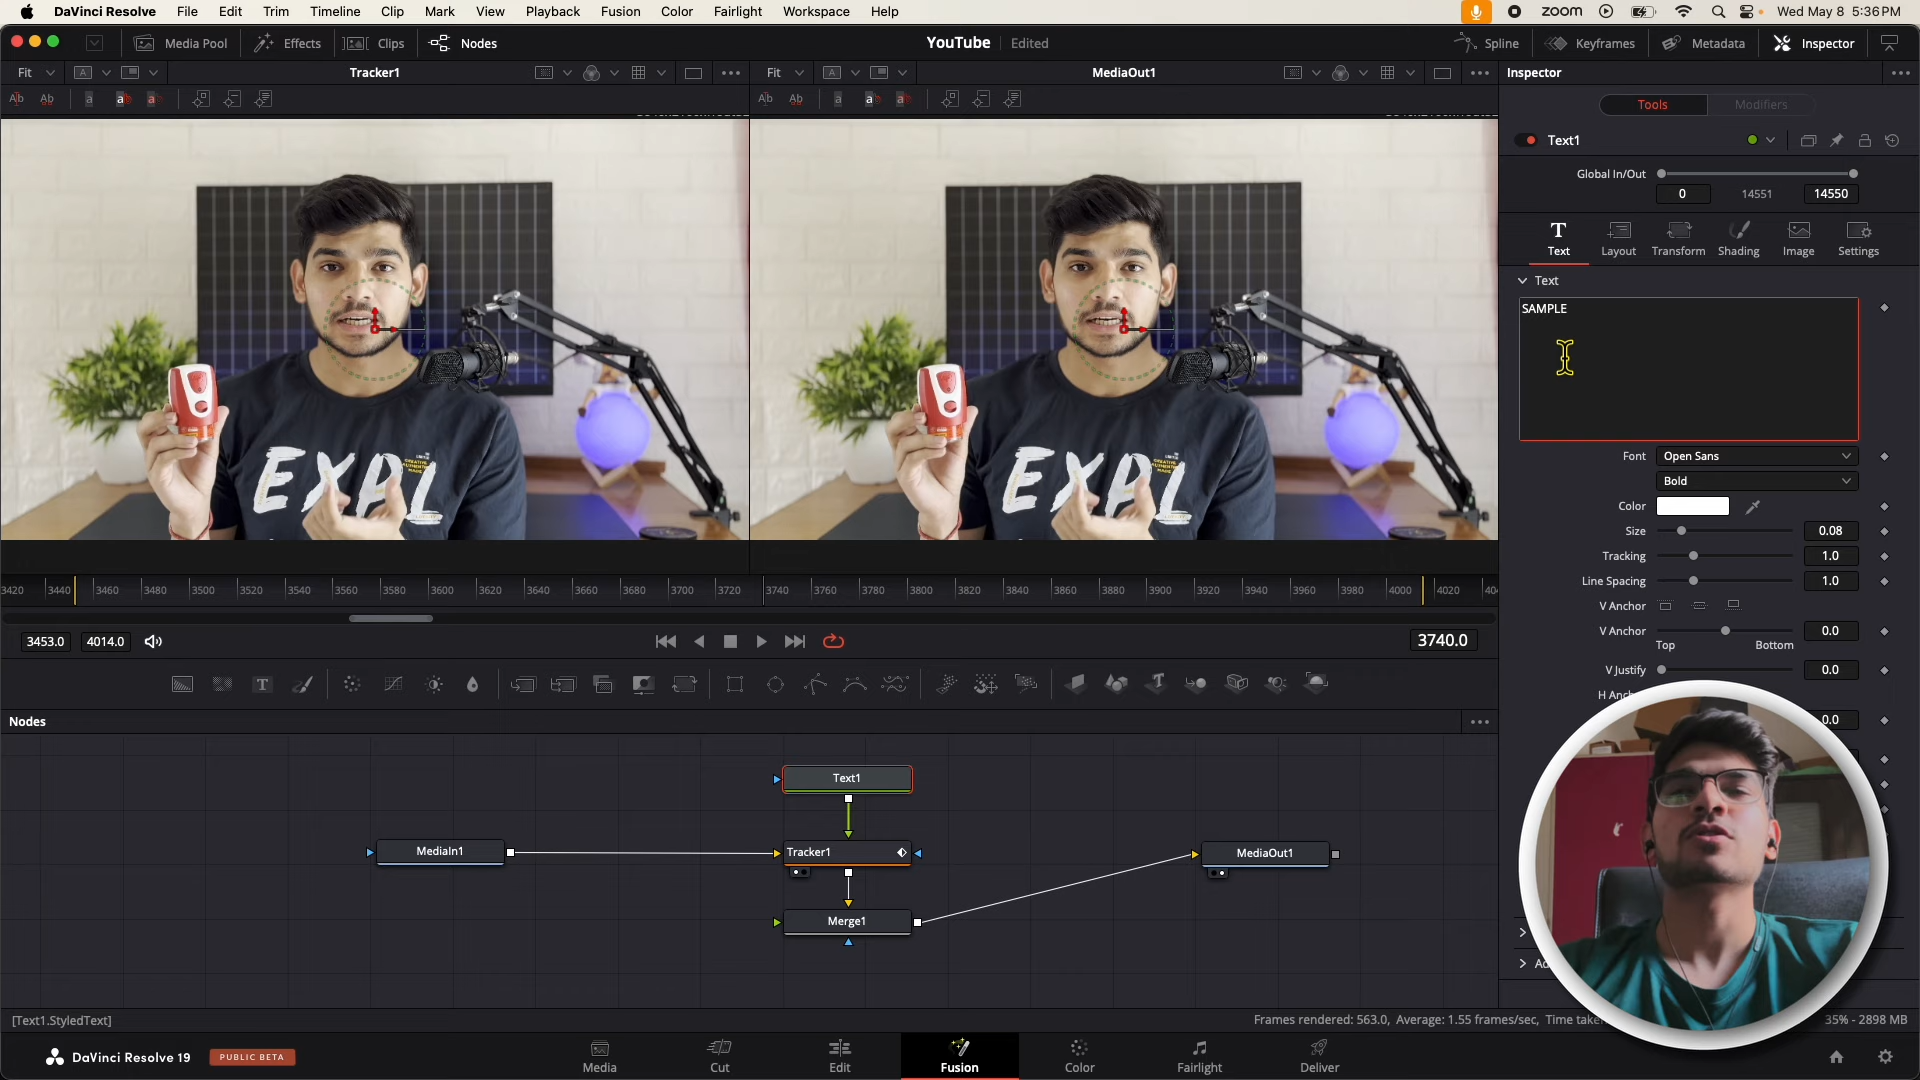 DaVinci Resolve File Edit Trim Timeline Clip Mark View Playback Fusion Color Fairlight Workspace Help zoom Wed May 8 5:36 PM
Media Pool Effects Clips Nodes YouTube Edited Spline Keyframes Metadata Inspector
Fit Tracker1 Fit MediaOut1 Inspector
Tools Modifiers
Text1
Global In/Out
0 14551 14550
Text Layout Transform Shading Image Settings
Text
SAMPLE
Font Open Sans
Bold
Color
Size 0.08
Tracking 1.0
Line Spacing 1.0
V Anchor
V Anchor 0.0
Top Bottom
V Justify 0.0
H Anc
0.0
EXPL EXPL
3420 3440 3460 3480 3500 3520 3540 3560 3580 3600 3620 3640 3660 3680 3700 3720 3740 3760 3780 3800 3820 3840 3860 3880 3900 3920 3940 3960 3980 4000 4020 404
3453.0 4014.0 3740.0
Nodes
Text1
MediaIn1 Tracker1 MediaOut1
Merge1
[Text1.StyledText] Frames rendered: 563.0, Average: 1.55 frames/sec, Time take 35% - 2898 MB
DaVinci Resolve 19 PUBLIC BETA Media Cut Edit Fusion Color Fairlight Deliver